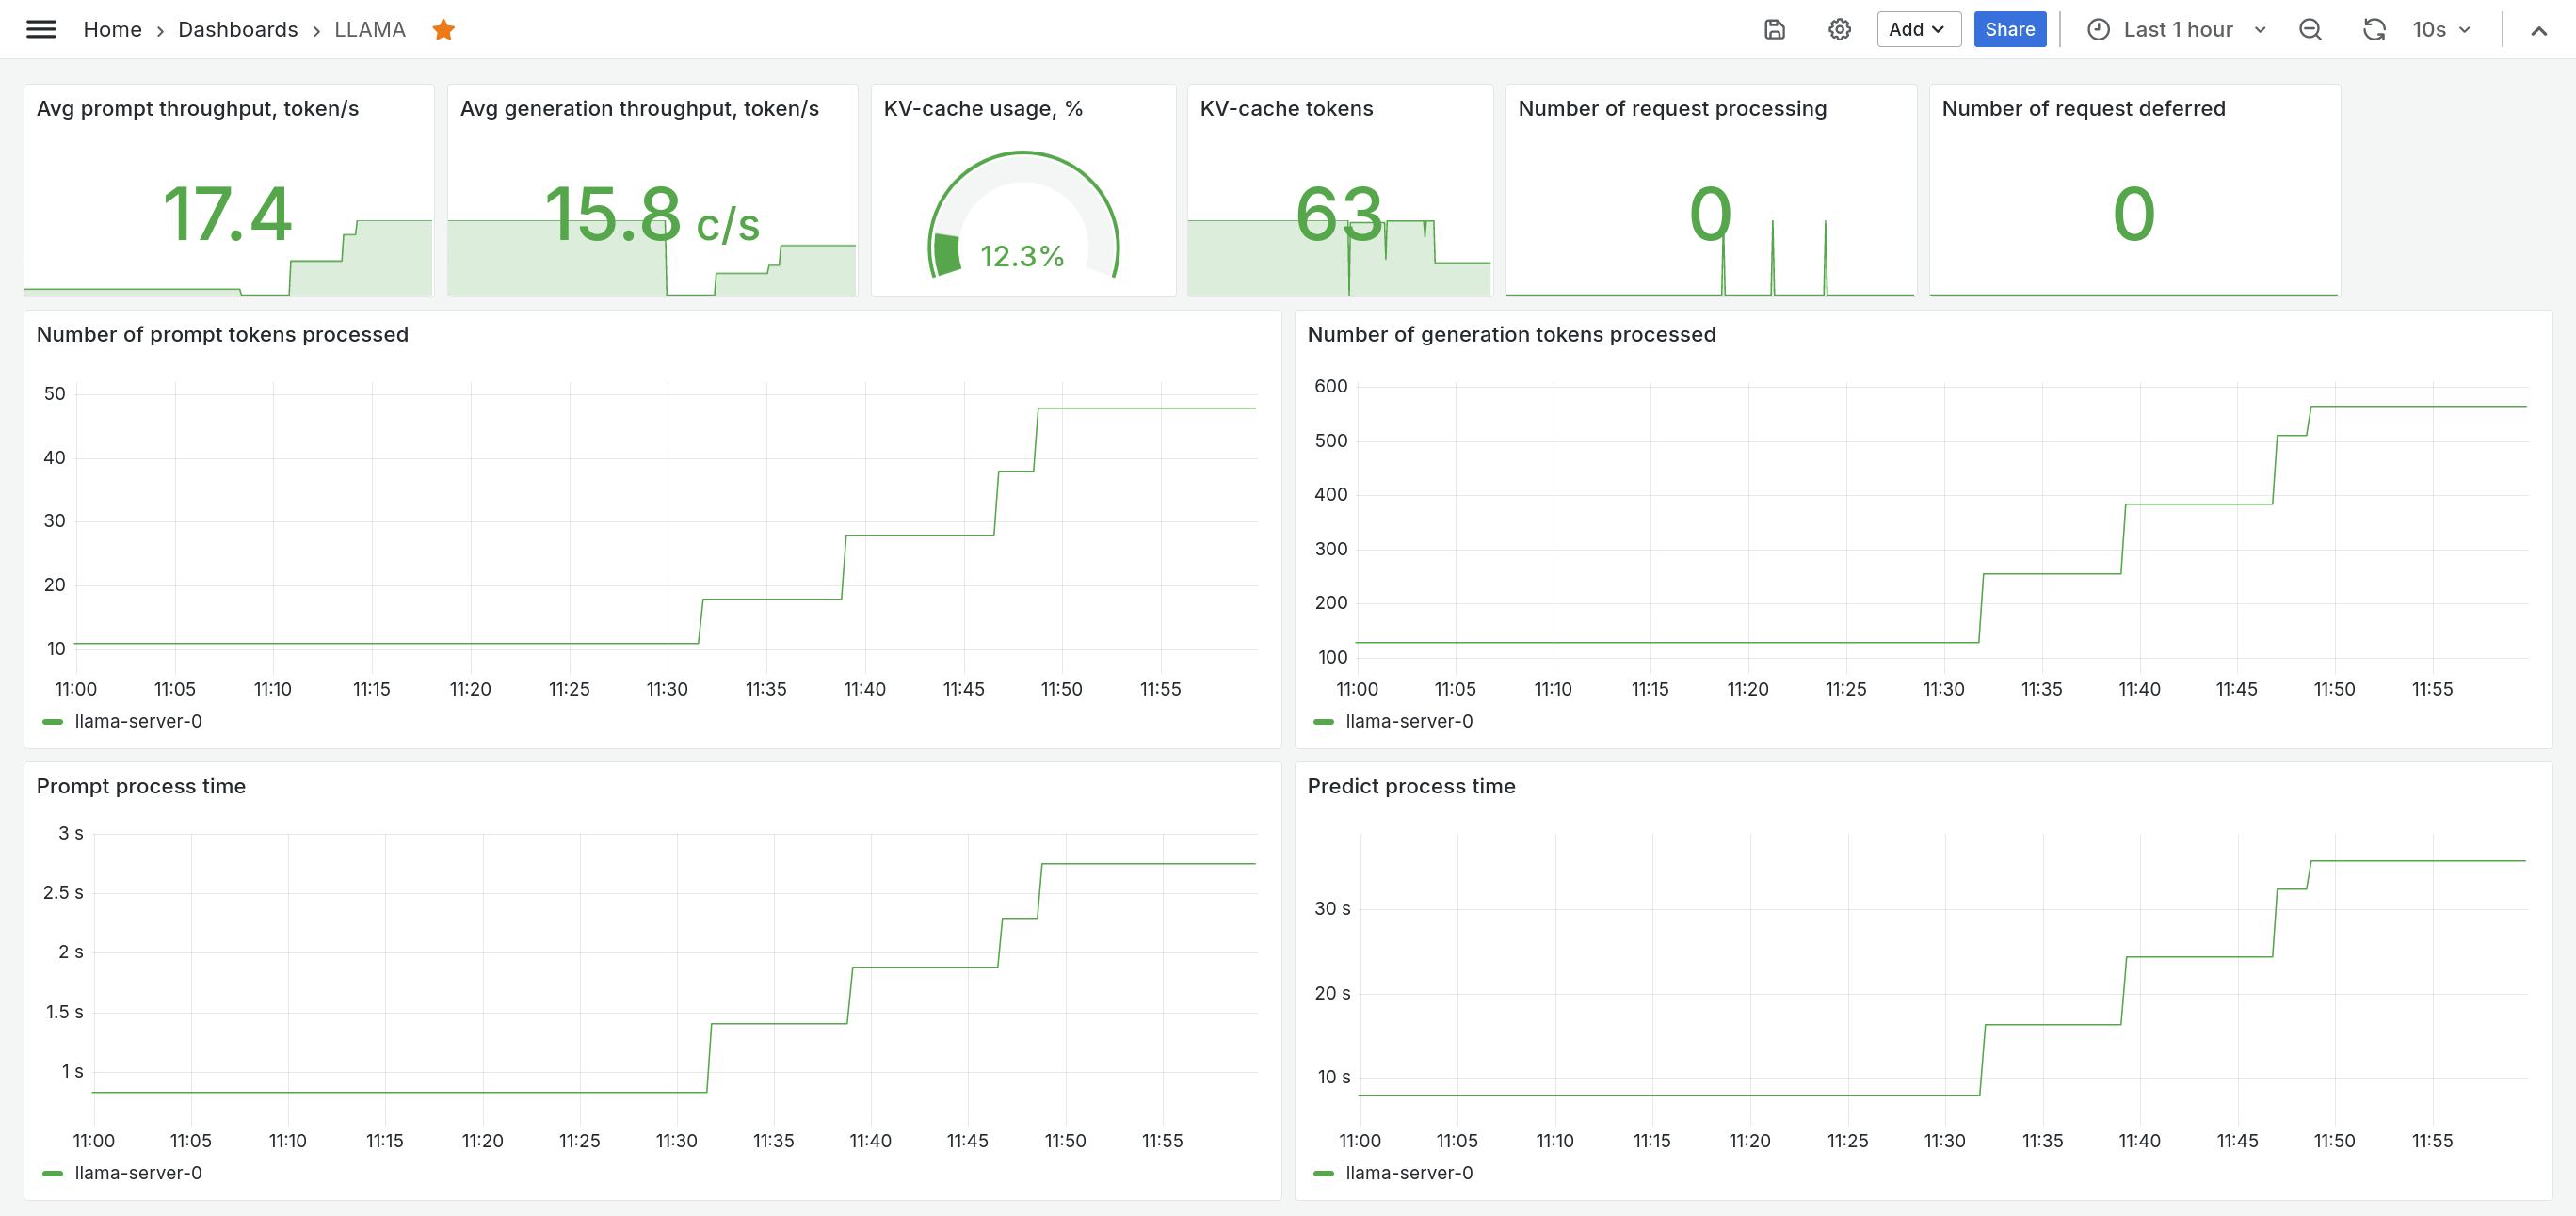 Home › Dashboards › LLAMA Add Share Last 1 hour 10s
Avg prompt throughput, token/s
17.4
Avg generation throughput, token/s
15.8 c/s
KV-cache usage, %
12.3%
KV-cache tokens
63
Number of request processing
0
Number of request deferred
0
Number of prompt tokens processed
50
40
30
20
10
11:00 11:05 11:10 11:15 11:20 11:25 11:30 11:35 11:40 11:45 11:50 11:55
llama-server-0
Number of generation tokens processed
600
500
400
300
200
100
11:00 11:05 11:10 11:15 11:20 11:25 11:30 11:35 11:40 11:45 11:50 11:55
llama-server-0
Prompt process time
3 s
2.5 s
2 s
1.5 s
1 s
11:00 11:05 11:10 11:15 11:20 11:25 11:30 11:35 11:40 11:45 11:50 11:55
llama-server-0
Predict process time
30 s
20 s
10 s
11:00 11:05 11:10 11:15 11:20 11:25 11:30 11:35 11:40 11:45 11:50 11:55
llama-server-0